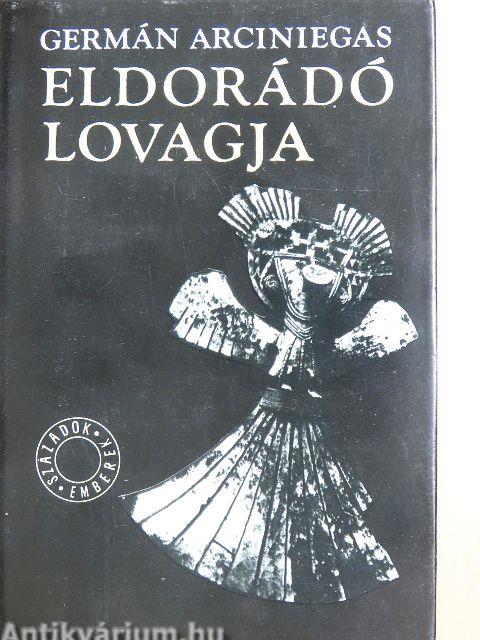 GERMÁN ARCINIEGAS
ELDORÁDÓ
LOVAGJA
SZÁZADOK • EMBEREK •
Antikvárium.hu